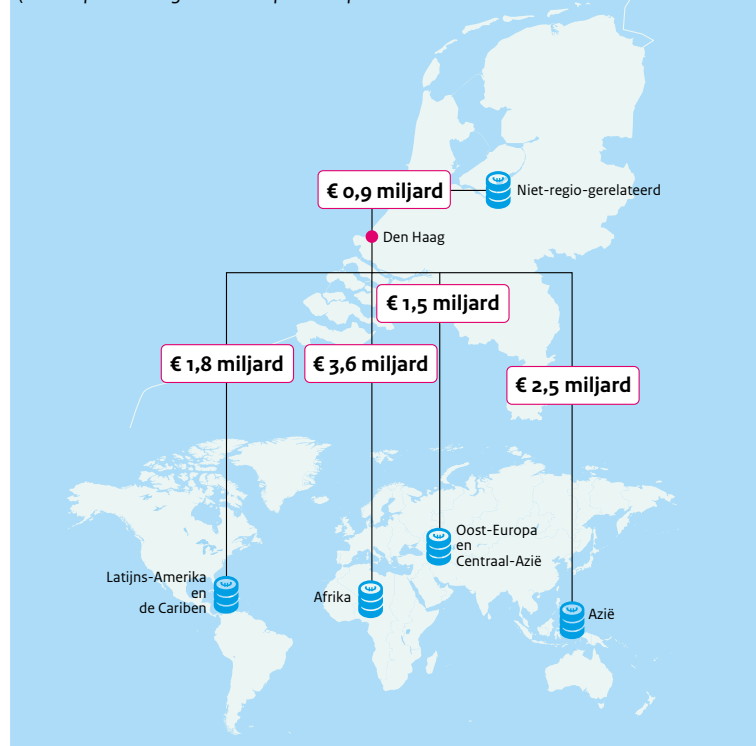 € 0,9 miljard
Niet-regio-gerelateerd
Den Haag
€ 1,5 miljard
€ 1,8 miljard
€ 3,6 miljard
€ 2,5 miljard
Oost-Europa
en
Centraal-Azië
Latijns-Amerika
en
de Cariben
Afrika
Azië